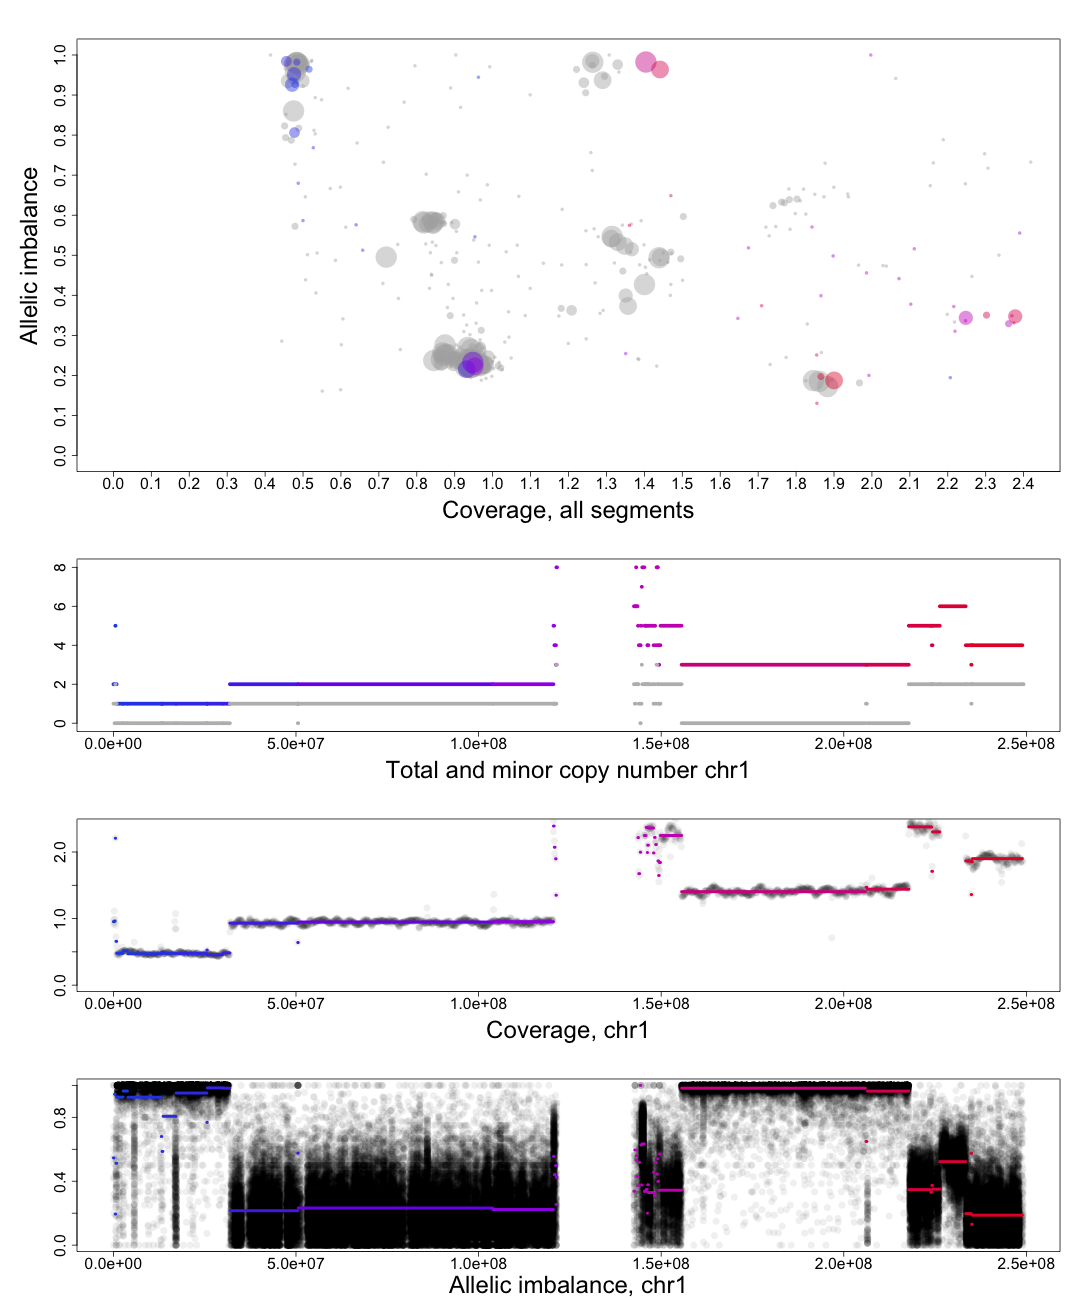 1.0
0.9
0.8
0.7
0.6
0.5
0.4
0.3
0.2
0.1
0.0
Allelic imbalance
0.0 0.1 0.2 0.3 0.4 0.5 0.6 0.7 0.8 0.9 1.0 1.1 1.2 1.3 1.4 1.5 1.6 1.7 1.8 1.9 2.0 2.1 2.2 2.3 2.4
Coverage, all segments
8
6
4
2
0
0.0e+00 5.0e+07 1.0e+08 1.5e+08 2.0e+08 2.5e+08
Total and minor copy number chr1
2.0
1.0
0.0
0.0e+00 5.0e+07 1.0e+08 1.5e+08 2.0e+08 2.5e+08
Coverage, chr1
0.8
0.4
0.0
0.0e+00 5.0e+07 1.0e+08 1.5e+08 2.0e+08 2.5e+08
Allelic imbalance, chr1